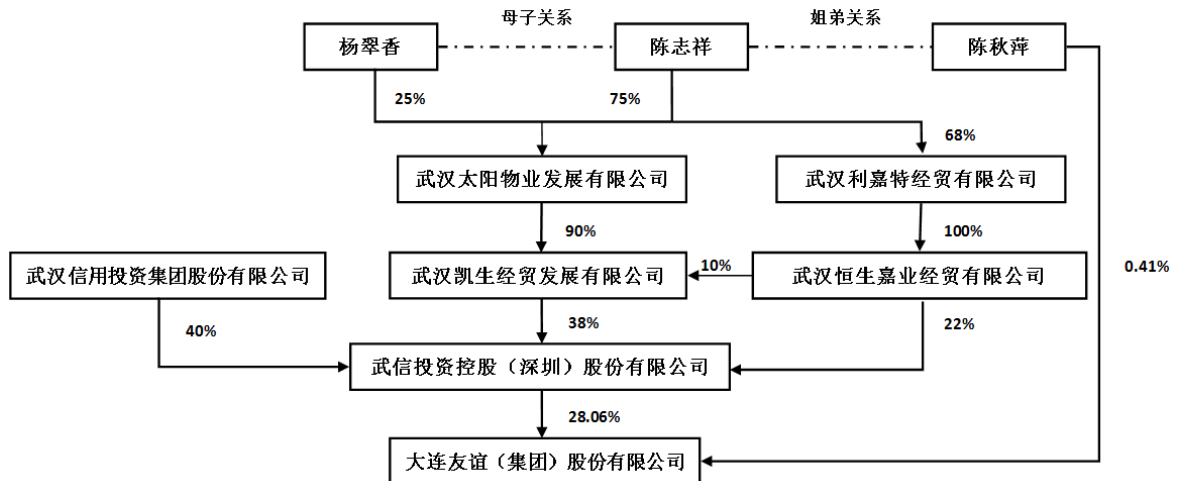 母子关系
姐弟关系
杨翠香
陈志祥
陈秋萍
25%
75%
68%
武汉太阳物业发展有限公司
武汉利嘉特经贸有限公司
90%
100%
武汉信用投资集团股份有限公司
武汉凯生经贸发展有限公司
10%
武汉恒生嘉业经贸有限公司
0.41%
40%
38%
22%
武信投资控股（深圳）股份有限公司
28.06%
大连友谊（集团）股份有限公司